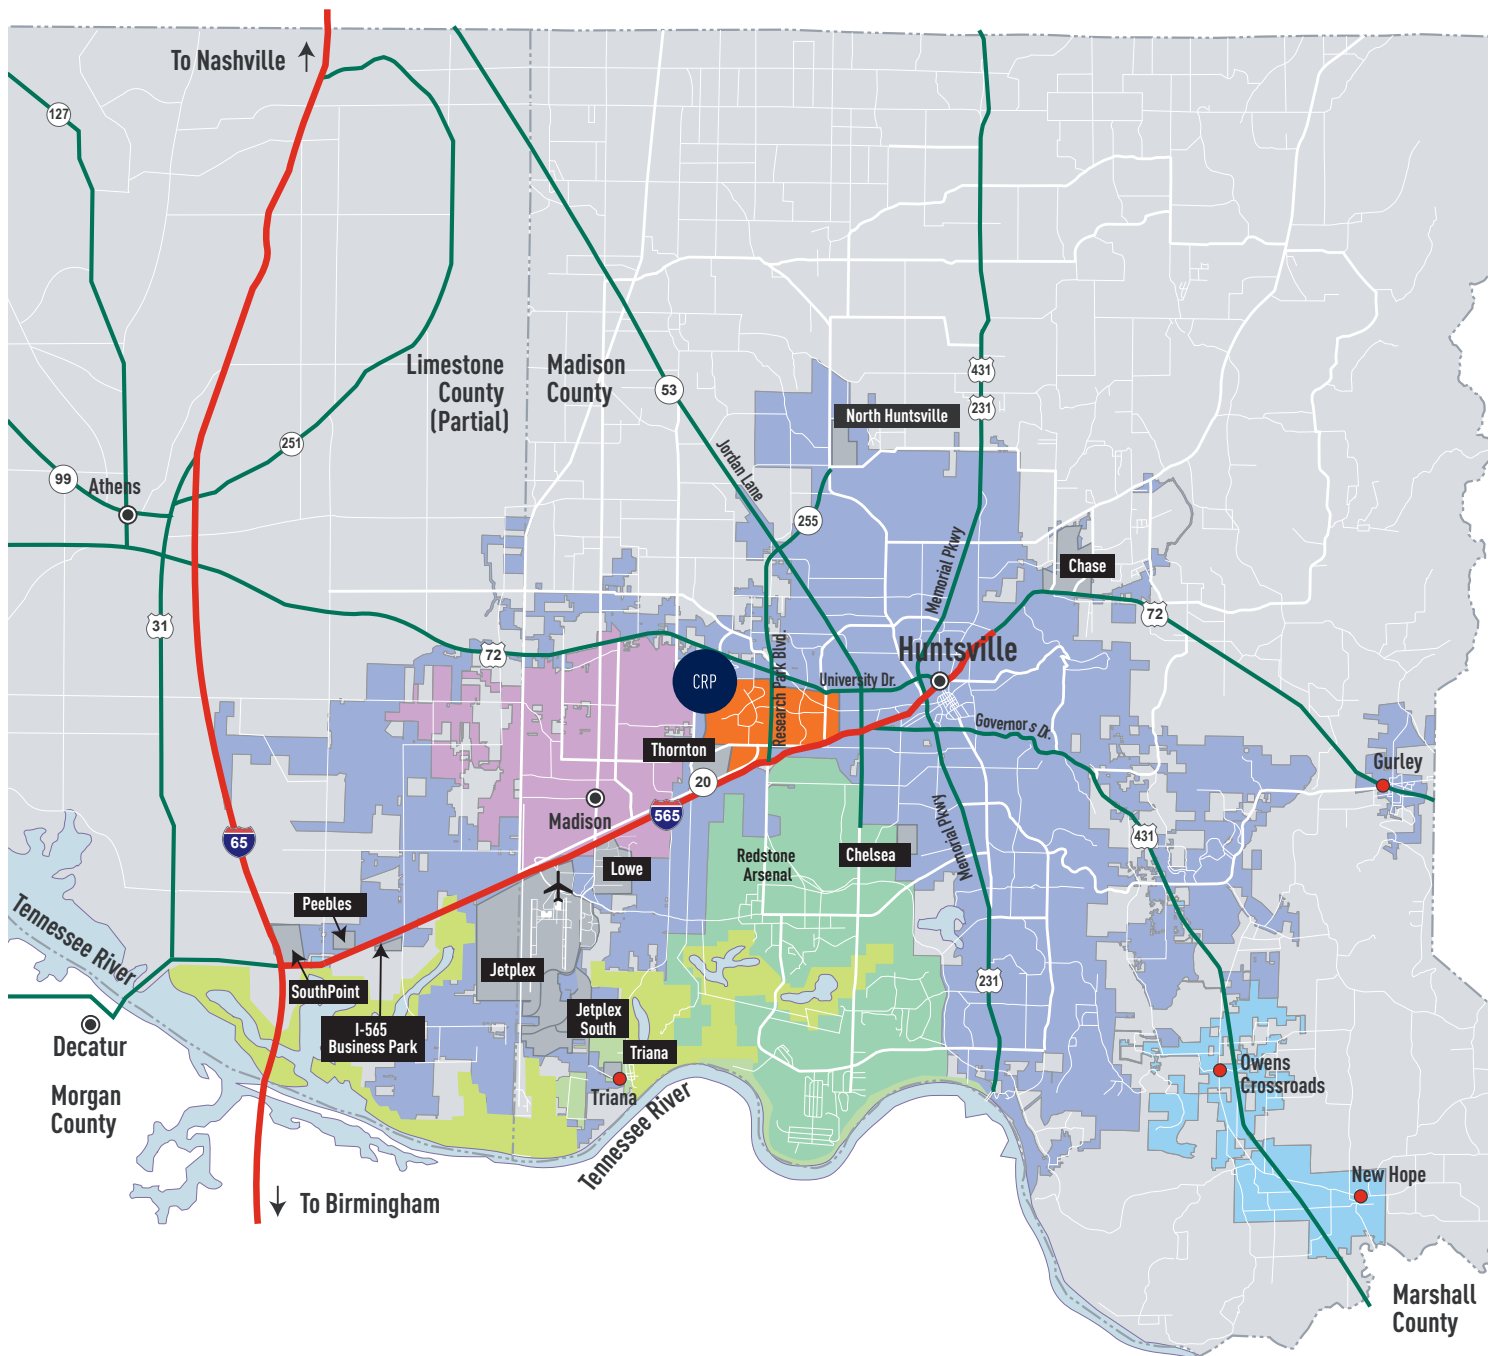 To Nashville
127
Limestone
County
(Partial)
Madison
County
53
431
231
North Huntsville
Jordan Lane
251
99
Athens
255
Memorial Pkwy
Chase
72
31
72
Huntsville
CRP
Research Park Blvd.
University Dr.
Governor s Dr.
Thornton
20
Gurley
Madison
565
65
Memorial Pkwy
431
Redstone
Arsenal
Chelsea
Lowe
Peebles
Tennessee River
Jetplex
231
SouthPoint
I-565
Business Park
Jetplex
South
Decatur
Triana
Owens
Crossroads
Morgan
County
Triana
Tennessee River
New Hope
To Birmingham
Marshall
County